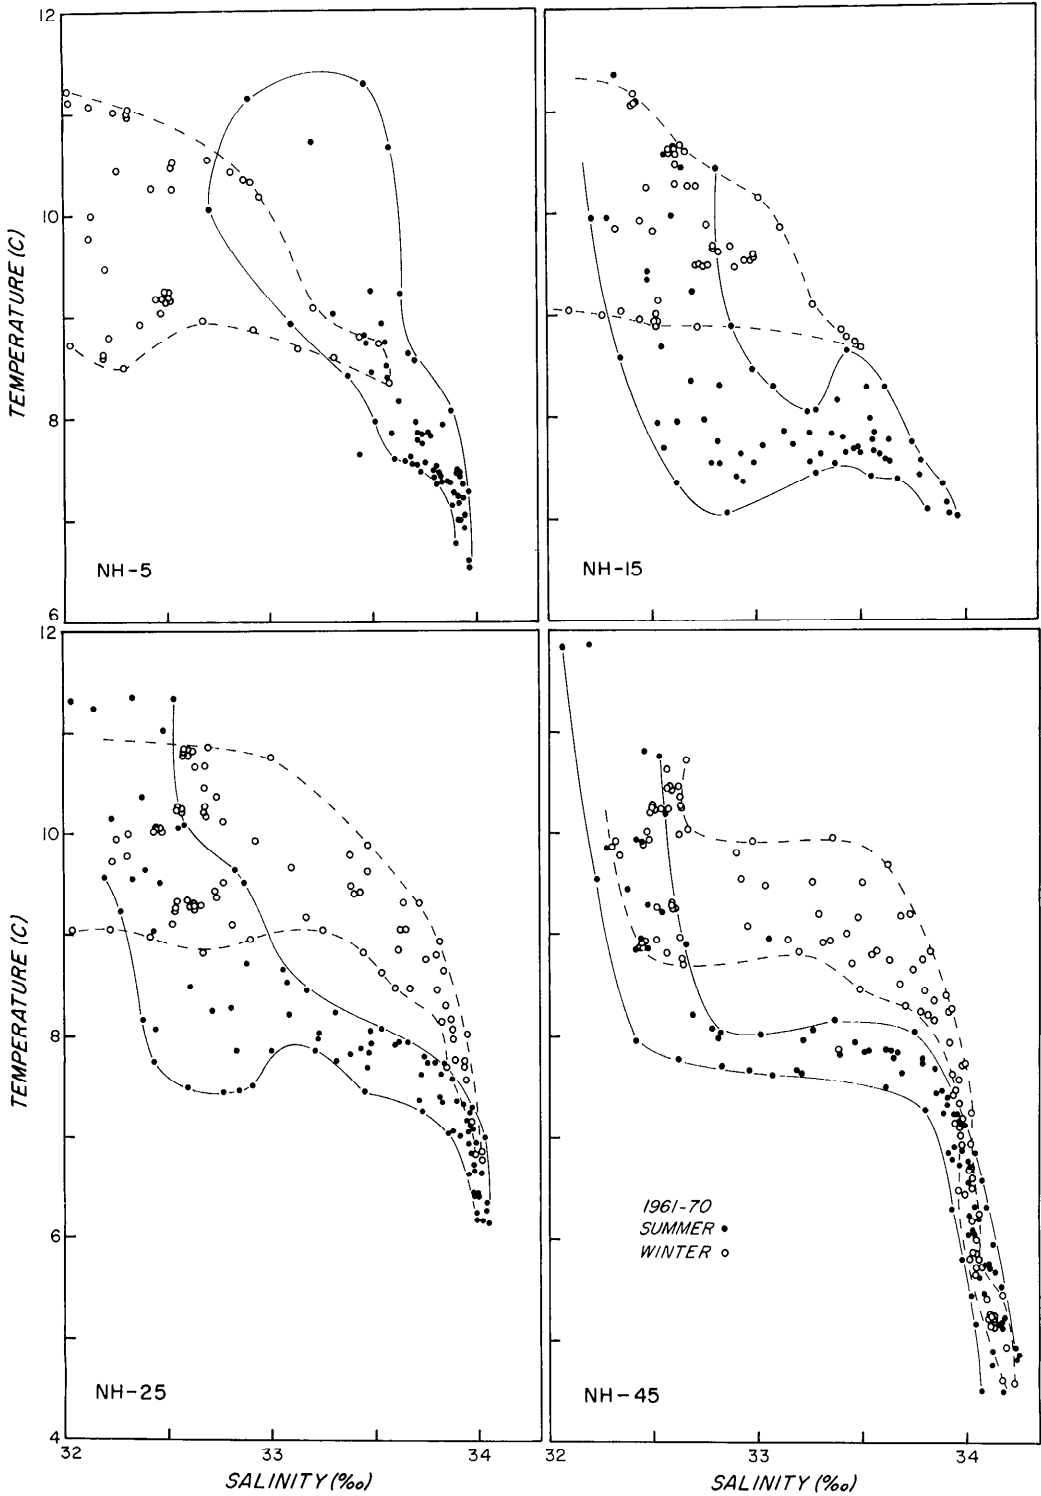 12
10
8
6
TEMPERATURE (C)
NH-5
NH-15
12
10
8
6
4
TEMPERATURE (C)
NH-25
1961-70
SUMMER
WINTER
NH-45
32
33
34
32
33
34
SALINITY (‰)
SALINITY (‰)